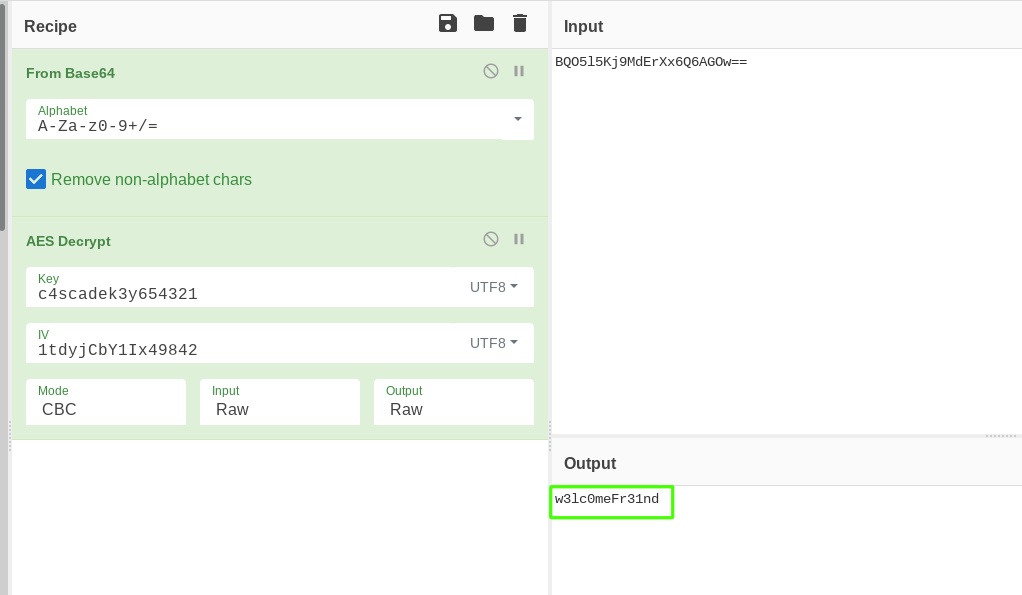 Recipe
From Base64
Alphabet
A-Za-z0-9+/=
Remove non-alphabet chars
AES Decrypt
Key
c4scadek3y654321
UTF8
IV
1tdyjCbY1Ix49842
UTF8
Mode
CBC
Input
Raw
Output
Raw
Input
BQO5l5Kj9MdErXx6Q6AGOw==
Output
w3lc0meFr31nd